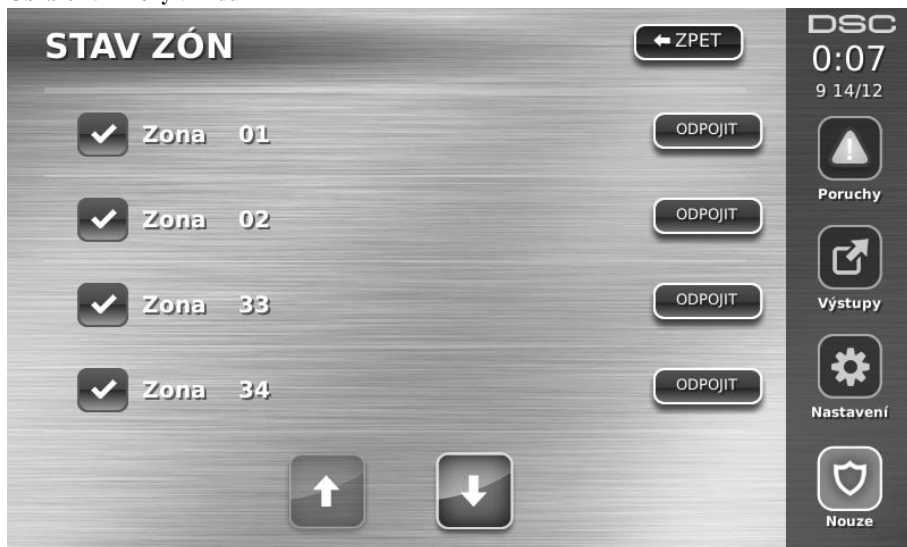 STAV ZÓN
ZPET
Zona 01
ODPOJIT
Zona 02
ODPOJIT
Zona 33
ODPOJIT
Zona 34
ODPOJIT
DSC
0:07
9 14/12
Poruchy
Výstupy
Nastavení
Nouze